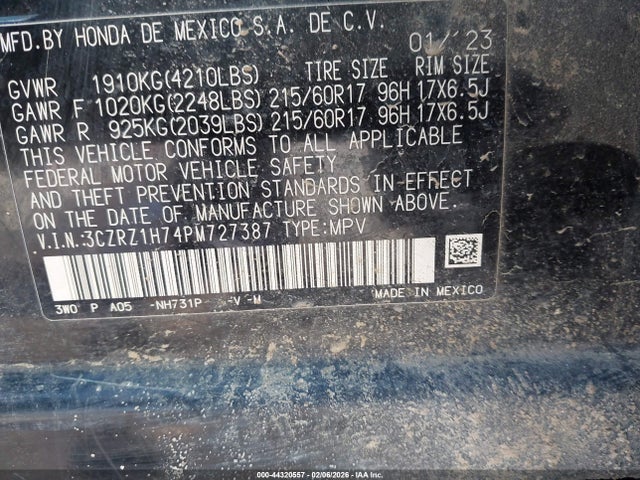 MFD.BY HONDA DE MEXICO S.A. DE C.V.
01/'23
GVWR 1910KG(4210LBS) TIRE SIZE RIM SIZE
GAWR F 1020KG(2248LBS) 215/60R17 96H 17X6.5J
GAWR R 925KG(2039LBS) 215/60R17 96H 17X6.5J
THIS VEHICLE CONFORMS TO ALL APPLICABLE
FEDERAL MOTOR VEHICLE SAFETY
AND THEFT PREVENTION STANDARDS IN EFFECT
ON THE DATE OF MANUFACTURE SHOWN ABOVE.
V.I.N.:3CZRZ1H74PM727387 TYPE:MPV
3W0 P A05 -NH731P -V -M MADE IN MEXICO
000-44320557 - 02/06/2026 - IAA Inc.